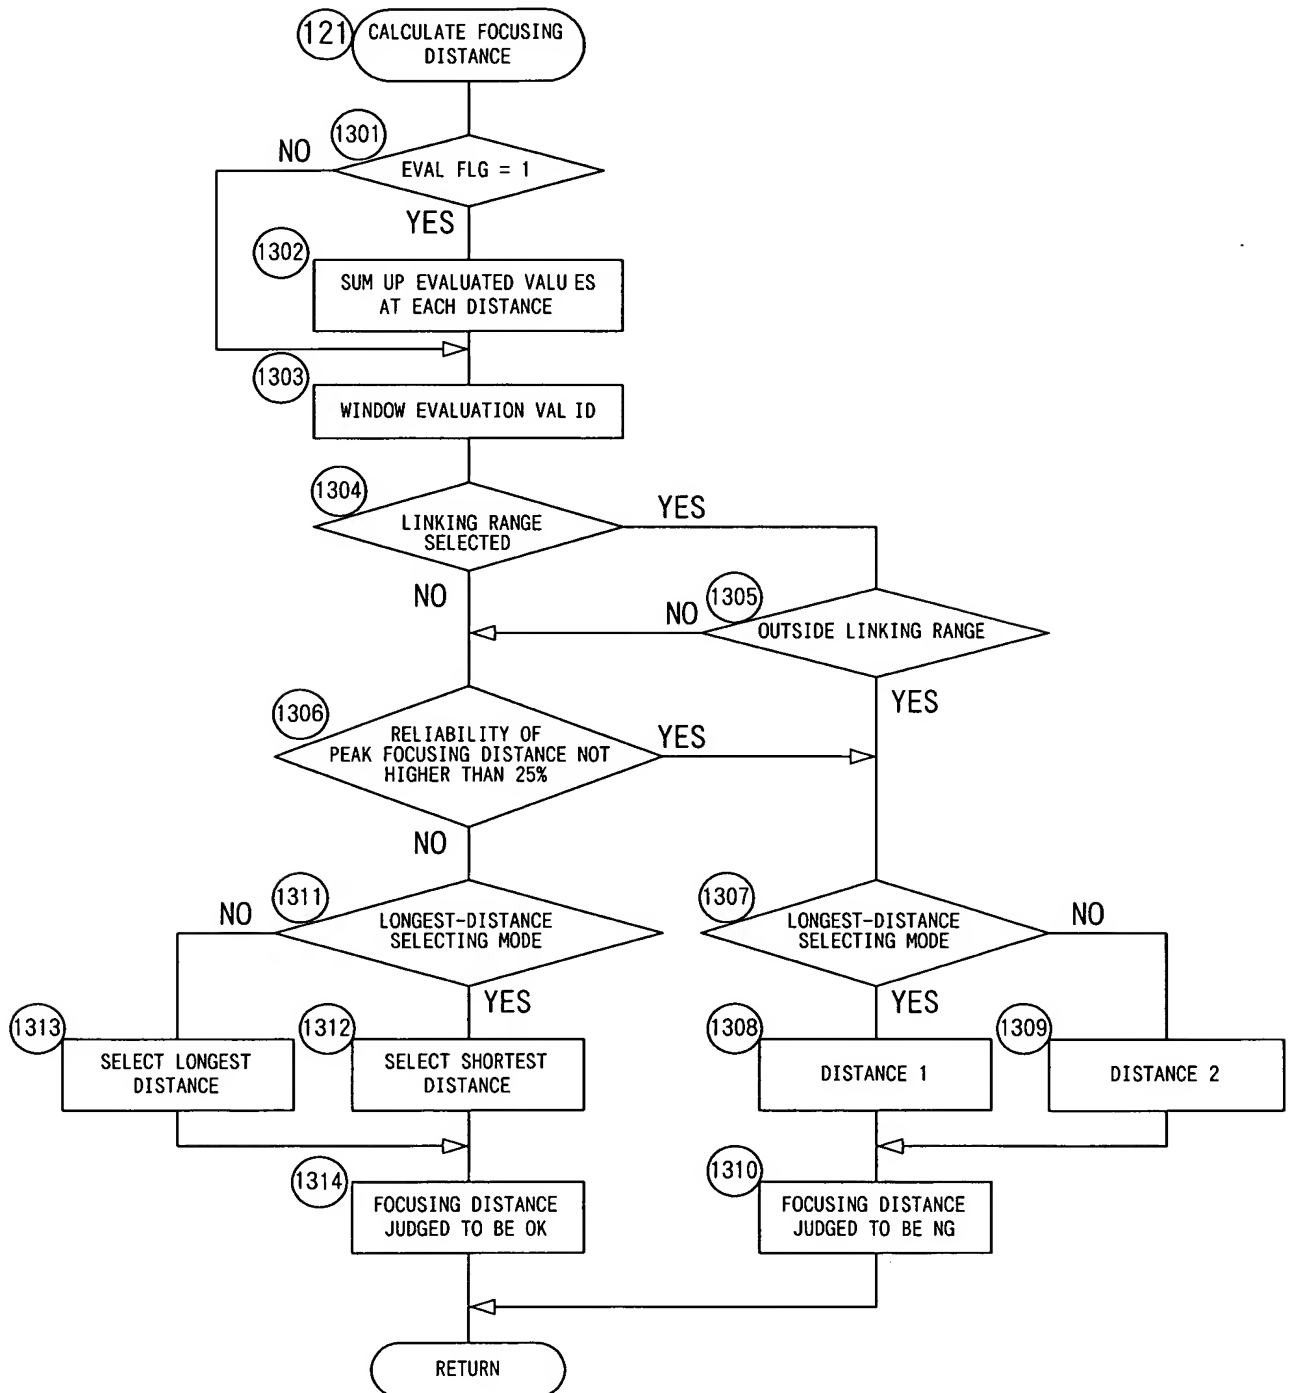 121
CALCULATE FOCUSING
DISTANCE
1301
NO
EVAL FLG = 1
YES
1302
SUM UP EVALUATED VALUES
AT EACH DISTANCE
1303
WINDOW EVALUATION VALID
1304
YES
LINKING RANGE
SELECTED
NO
1305
NO
OUTSIDE LINKING RANGE
YES
1306
RELIABILITY OF
PEAK FOCUSING DISTANCE NOT
HIGHER THAN 25%
YES
NO
1311
NO
LONGEST-DISTANCE
SELECTING MODE
YES
1307
LONGEST-DISTANCE
SELECTING MODE
NO
YES
1313
SELECT LONGEST
DISTANCE
1312
SELECT SHORTEST
DISTANCE
1308
DISTANCE 1
1309
DISTANCE 2
1314
FOCUSING DISTANCE
JUDGED TO BE OK
1310
FOCUSING DISTANCE
JUDGED TO BE NG
RETURN